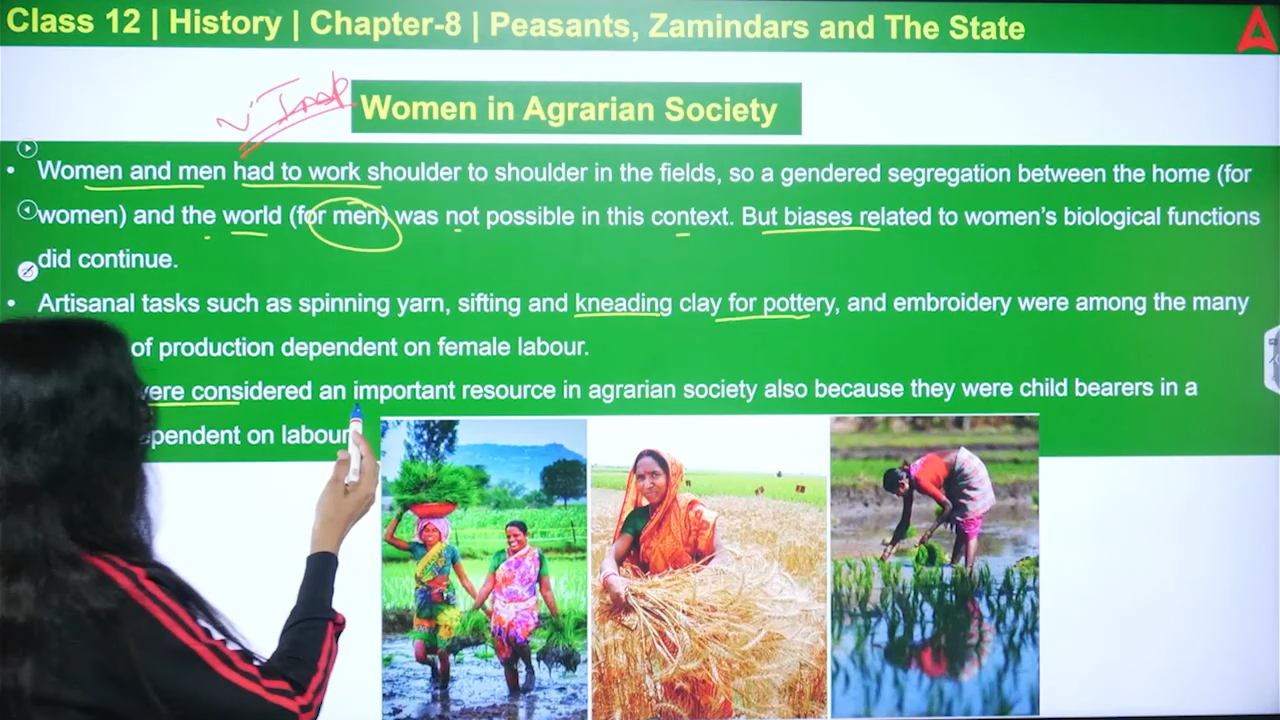 Class 12 | History | Chapter-8 | Peasants, Zamindars and The State
Imp
Women in Agrarian Society
• Women and men had to work shoulder to shoulder in the fields, so a gendered segregation between the home (for
women) and the world (for men) was not possible in this context. But biases related to women's biological functions
did continue.
• Artisanal tasks such as spinning yarn, sifting and kneading clay for pottery, and embroidery were among the many
of production dependent on female labour.
were considered an important resource in agrarian society also because they were child bearers in a
dependent on labour